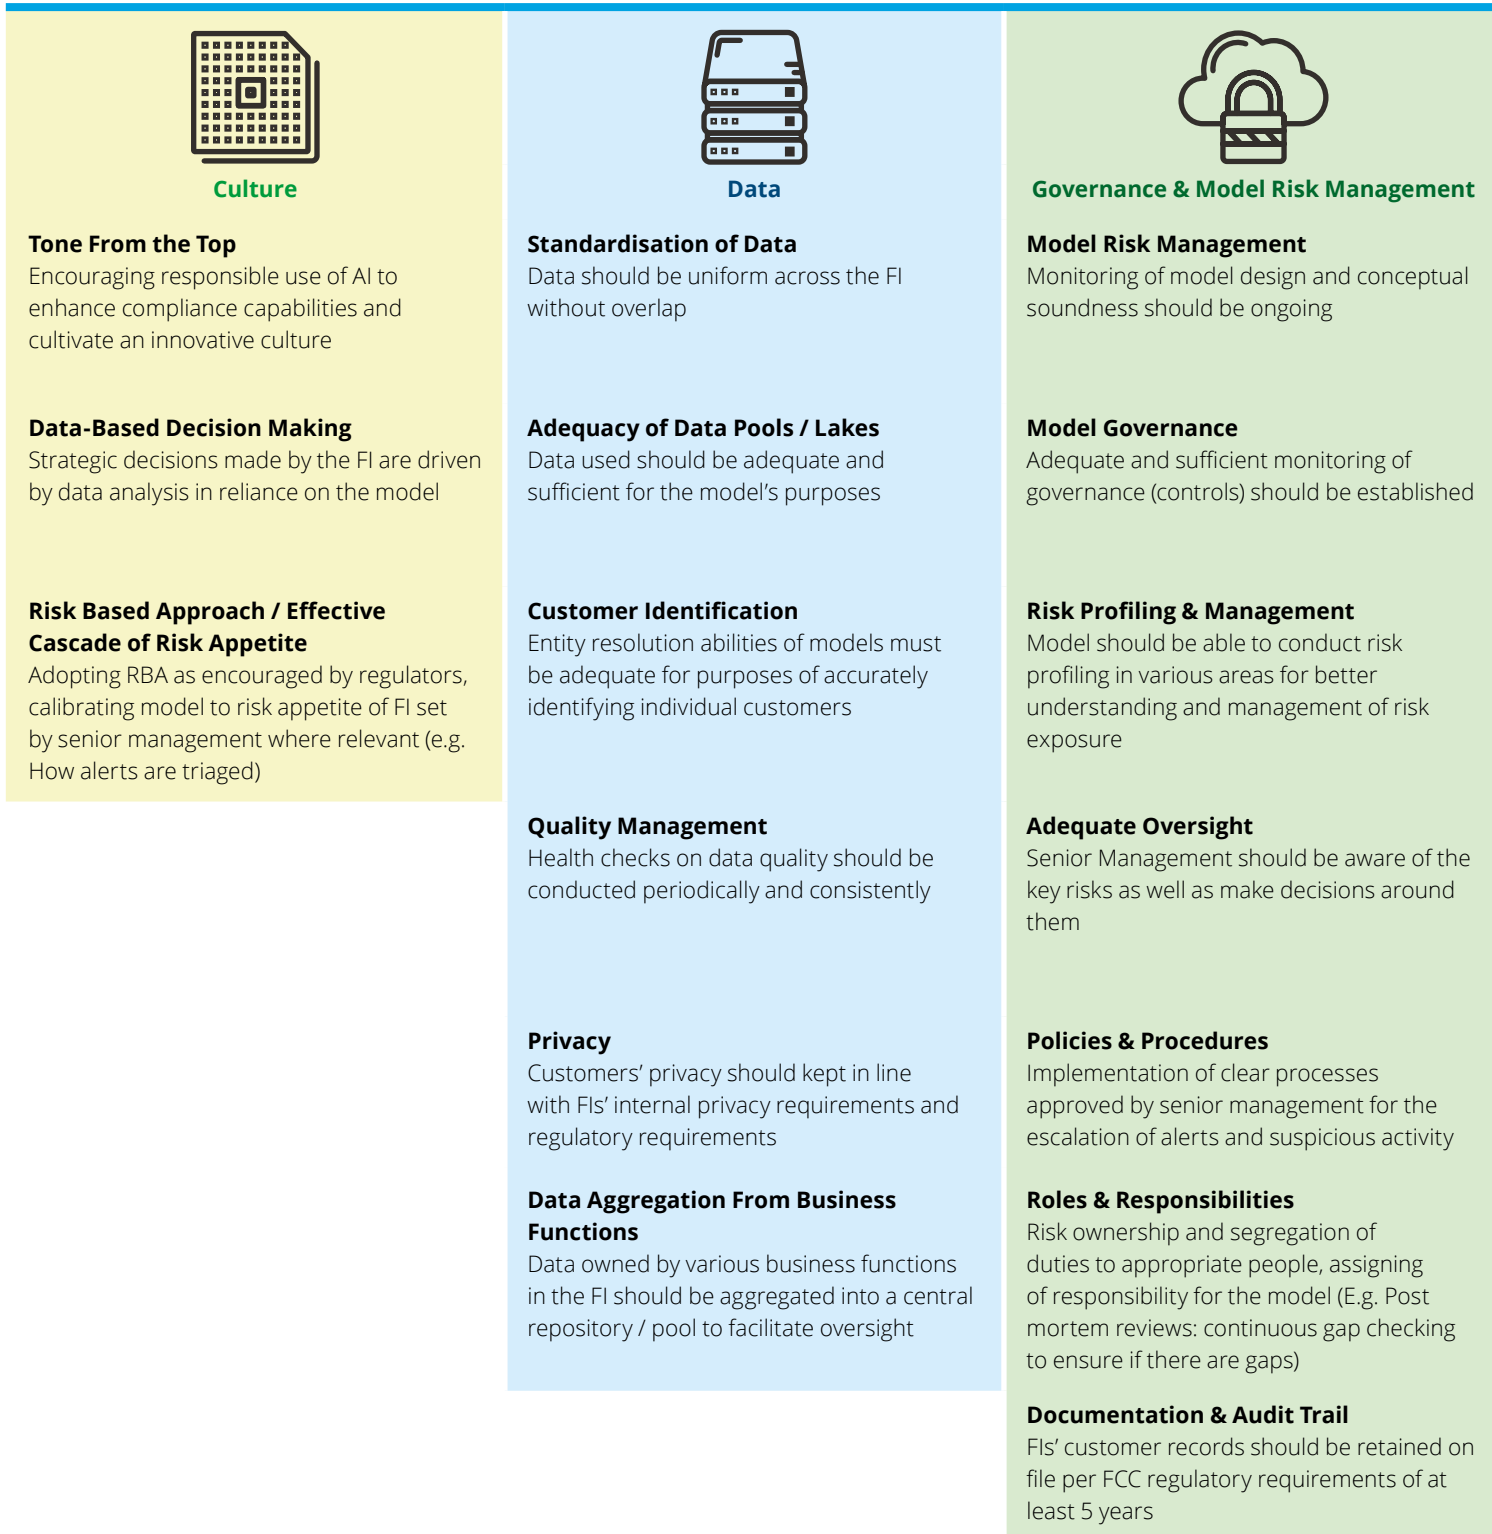 Culture
Tone From the Top
Encouraging responsible use of AI to
enhance compliance capabilities and
cultivate an innovative culture
Data-Based Decision Making
Strategic decisions made by the FI are driven
by data analysis in reliance on the model
Risk Based Approach / Effective
Cascade of Risk Appetite
Adopting RBA as encouraged by regulators,
calibrating model to risk appetite of FI set
by senior management where relevant (e.g.
How alerts are triaged)
Data
Standardisation of Data
Data should be uniform across the FI
without overlap
Adequacy of Data Pools / Lakes
Data used should be adequate and
sufficient for the model’s purposes
Customer Identification
Entity resolution abilities of models must
be adequate for purposes of accurately
identifying individual customers
Quality Management
Health checks on data quality should be
conducted periodically and consistently
Privacy
Customers’ privacy should kept in line
with FIs’ internal privacy requirements and
regulatory requirements
Data Aggregation From Business
Functions
Data owned by various business functions
in the FI should be aggregated into a central
repository / pool to facilitate oversight
Governance & Model Risk Management
Model Risk Management
Monitoring of model design and conceptual
soundness should be ongoing
Model Governance
Adequate and sufficient monitoring of
governance (controls) should be established
Risk Profiling & Management
Model should be able to conduct risk
profiling in various areas for better
understanding and management of risk
exposure
Adequate Oversight
Senior Management should be aware of the
key risks as well as make decisions around
them
Policies & Procedures
Implementation of clear processes
approved by senior management for the
escalation of alerts and suspicious activity
Roles & Responsibilities
Risk ownership and segregation of
duties to appropriate people, assigning
of responsibility for the model (E.g. Post
mortem reviews: continuous gap checking
to ensure if there are gaps)
Documentation & Audit Trail
FIs’ customer records should be retained on
file per FCC regulatory requirements of at
least 5 years